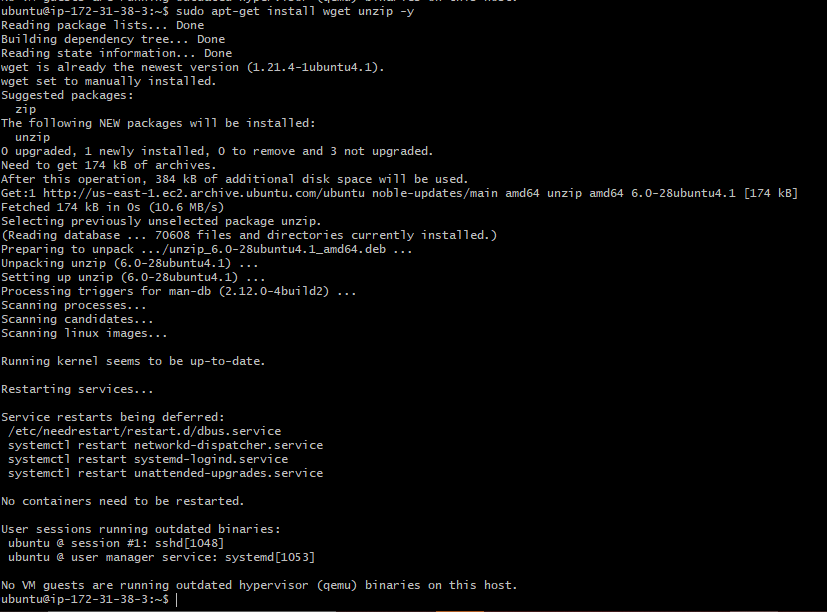 No VM guests are running outdated hypervisor (qemu) binaries on this host.
ubuntu@ip-172-31-38-3:~$ sudo apt-get install wget unzip -y
Reading package lists... Done
Building dependency tree... Done
Reading state information... Done
wget is already the newest version (1.21.4-1ubuntu4.1).
wget set to manually installed.
Suggested packages:
  zip
The following NEW packages will be installed:
  unzip
0 upgraded, 1 newly installed, 0 to remove and 3 not upgraded.
Need to get 174 kB of archives.
After this operation, 384 kB of additional disk space will be used.
Get:1 http://us-east-1.ec2.archive.ubuntu.com/ubuntu noble-updates/main amd64 unzip amd64 6.0-28ubuntu4.1 [174 kB]
Fetched 174 kB in 0s (10.6 MB/s)
Selecting previously unselected package unzip.
(Reading database ... 70608 files and directories currently installed.)
Preparing to unpack .../unzip_6.0-28ubuntu4.1_amd64.deb ...
Unpacking unzip (6.0-28ubuntu4.1) ...
Setting up unzip (6.0-28ubuntu4.1) ...
Processing triggers for man-db (2.12.0-4build2) ...
Scanning processes...
Scanning candidates...
Scanning linux images...

Running kernel seems to be up-to-date.

Restarting services...

Service restarts being deferred:
 /etc/needrestart/restart.d/dbus.service
 systemctl restart networkd-dispatcher.service
 systemctl restart systemd-logind.service
 systemctl restart unattended-upgrades.service

No containers need to be restarted.

User sessions running outdated binaries:
 ubuntu @ session #1: sshd[1048]
 ubuntu @ user manager service: systemd[1053]

No VM guests are running outdated hypervisor (qemu) binaries on this host.
ubuntu@ip-172-31-38-3:~$